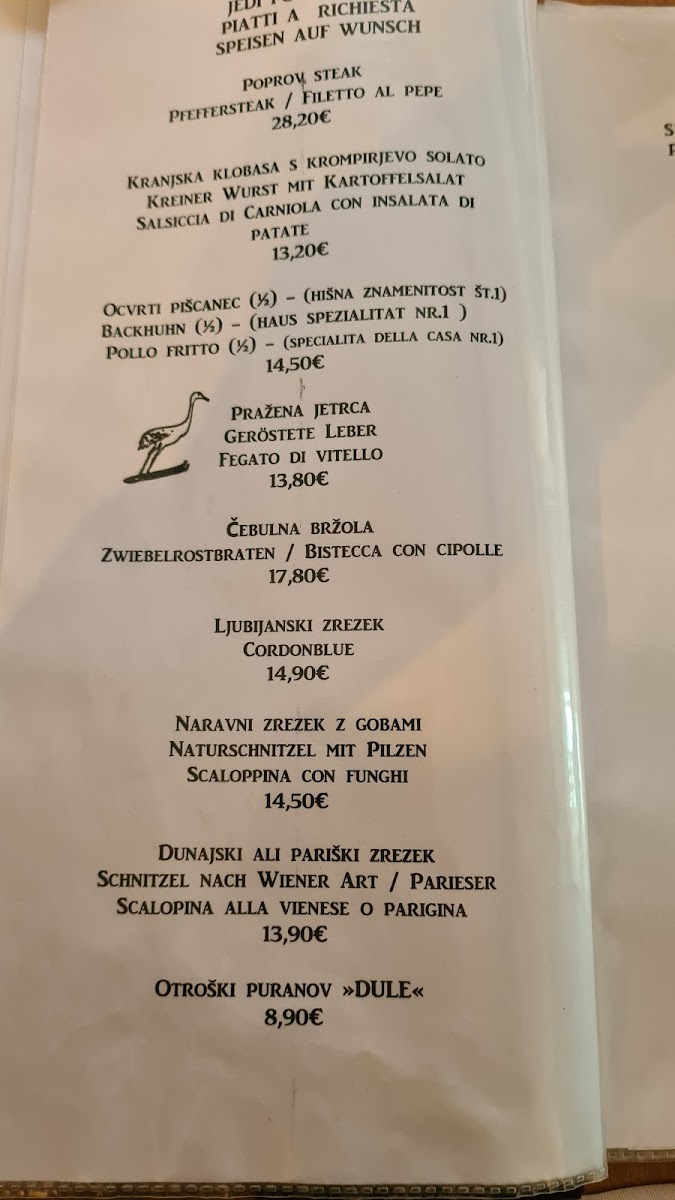 JEDI
PIATTI A RICHIESTA
SPEISEN AUF WUNSCH
POPROV STEAK
PFEFFERSTEAK / FILETTO AL PEPE
28,20€
KRANJSKA KLOBASA S KROMPIRJEVO SOLATO
KREINER WURST MIT KARTOFFELSALAT
SALSICCIA DI CARNIOLA CON INSALATA DI
PATATE
13,20€
OCVRTI PIŠCANEC (½) – (HIŠNA ZNAMENITOST ŠT.1)
BACKHUHN (½) – (HAUS SPEZIALITAT NR.1 )
POLLO FRITTO (½) – (SPECIALITA DELLA CASA NR.1)
14,50€
PRAŽENA JETRCA
GERÖSTETE LEBER
FEGATO DI VITELLO
13,80€
ČEBULNA BRŽOLA
ZWIEBELROSTBRATEN / BISTECCA CON CIPOLLE
17,80€
LJUBIJANSKI ZREZEK
CORDONBLUE
14,90€
NARAVNI ZREZEK Z GOBAMI
NATURSCHNITZEL MIT PILZEN
SCALOPPINA CON FUNGHI
14,50€
DUNAJSKI ALI PARIŠKI ZREZEK
SCHNITZEL NACH WIENER ART / PARIESER
SCALOPINA ALLA VIENESE O PARIGINA
13,90€
OTROŠKI PURANOV »DULE«
8,90€